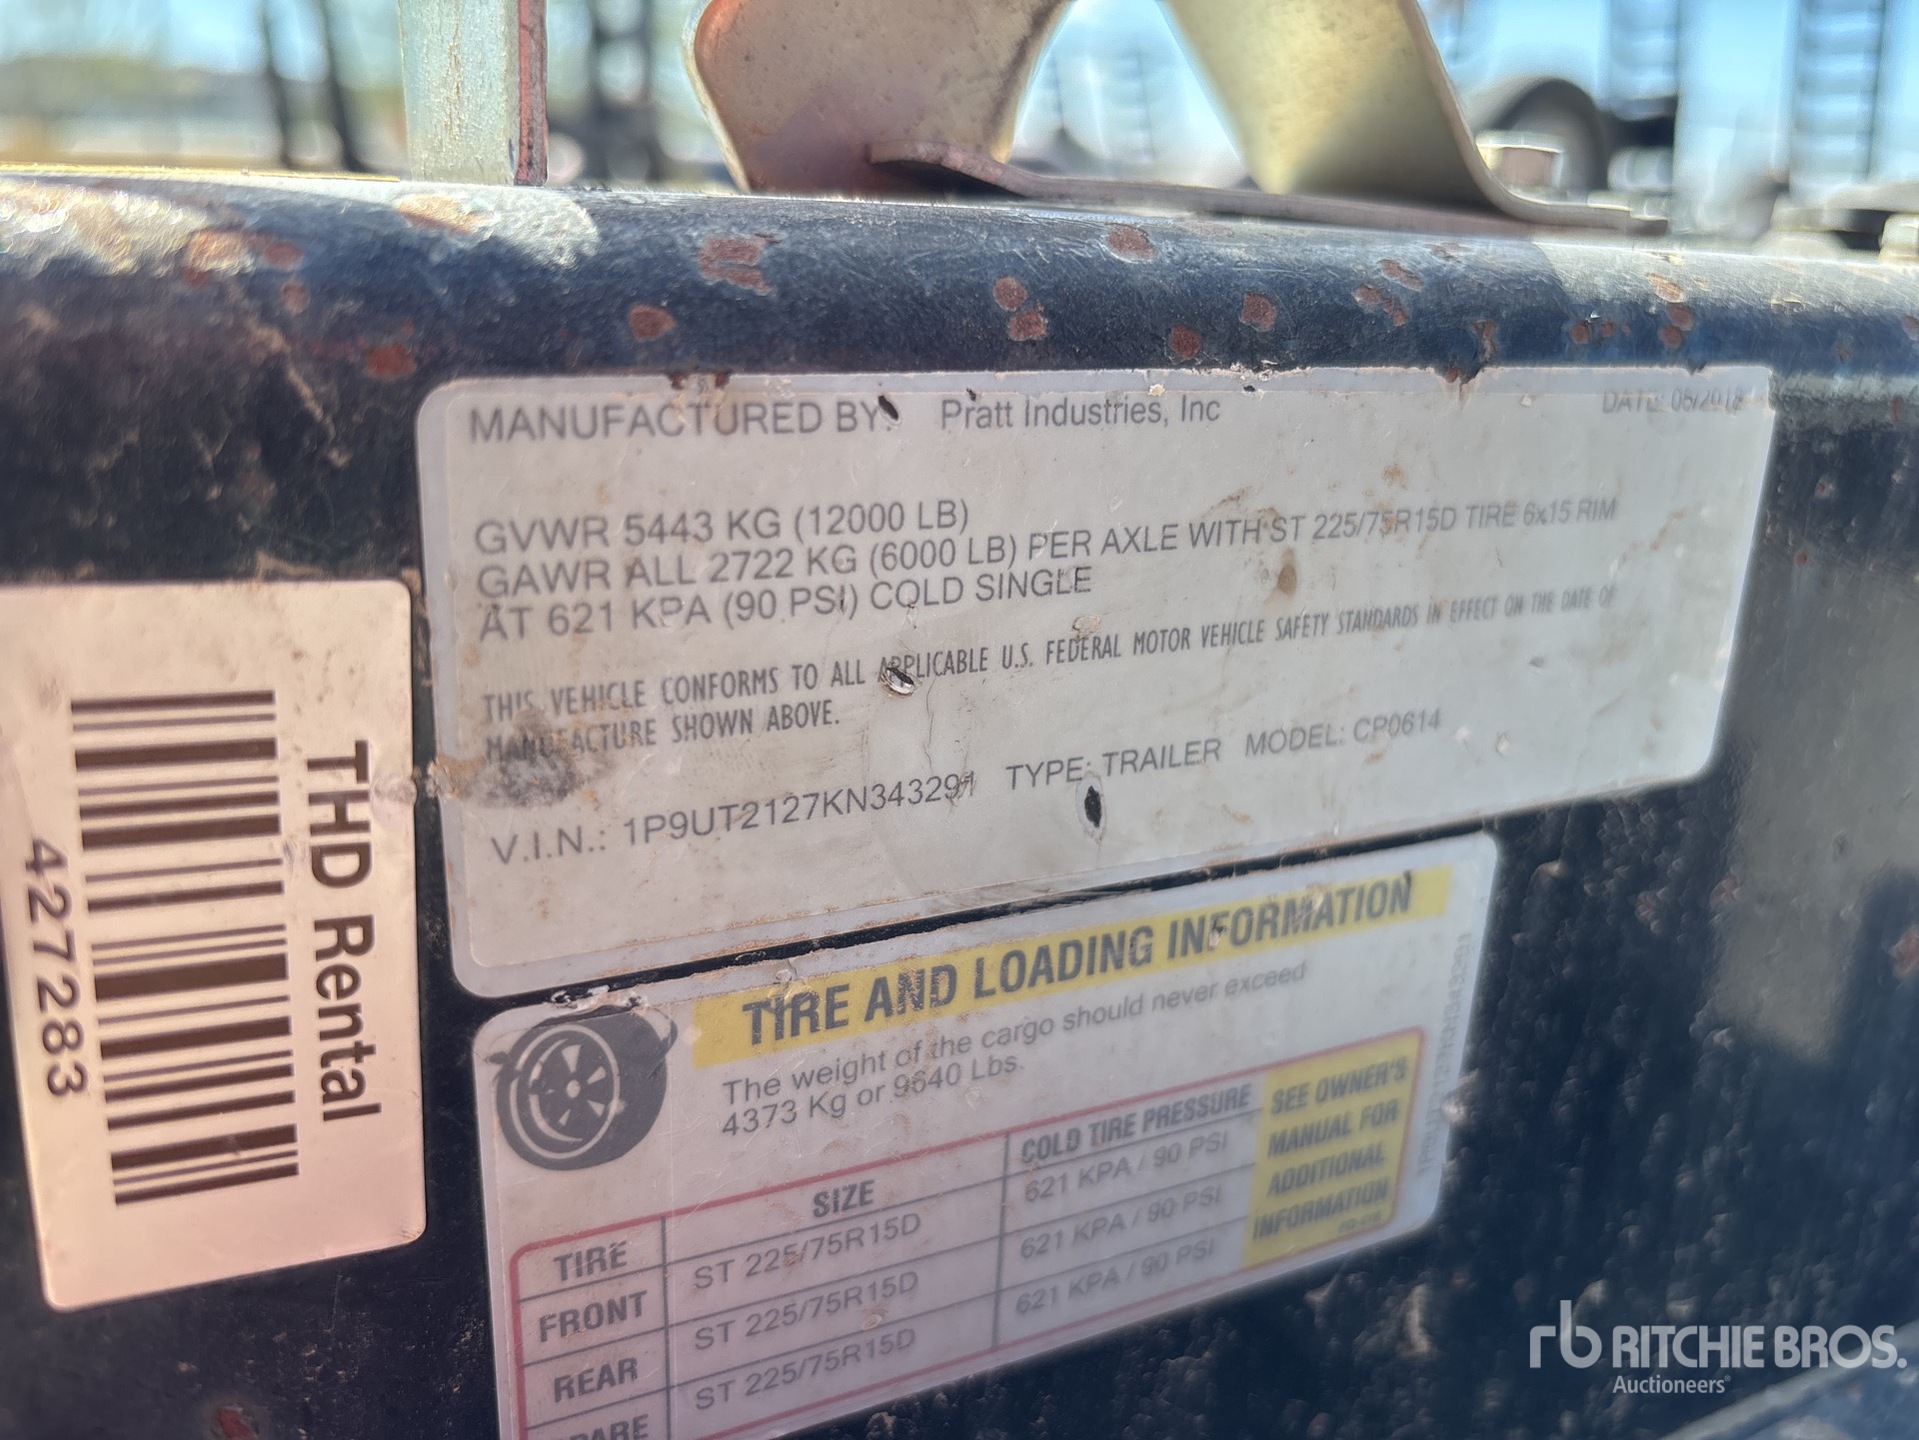 MANUFACTURED BY: Pratt Industries, Inc
DATE: 06/2018
GVWR 5443 KG (12000 LB)
GAWR ALL 2722 KG (6000 LB) PER AXLE WITH ST 225/75R15D TIRE 6x15 RIM
AT 621 KPA (90 PSI) COLD SINGLE
THIS VEHICLE CONFORMS TO ALL APPLICABLE U.S. FEDERAL MOTOR VEHICLE SAFETY STANDARDS IN EFFECT ON THE DATE OF
MANUFACTURE SHOWN ABOVE.
V.I.N.: 1P9UT2127KN343291 TYPE: TRAILER MODEL: CP0614
THD Rental
427283
TIRE AND LOADING INFORMATION
The weight of the cargo should never exceed
4373 Kg or 9640 Lbs.
TIRE SIZE COLD TIRE PRESSURE
FRONT ST 225/75R15D 621 KPA / 90 PSI
REAR ST 225/75R15D 621 KPA / 90 PSI
SPARE ST 225/75R15D 621 KPA / 90 PSI
SEE OWNER'S
MANUAL FOR
ADDITIONAL
INFORMATION
1P9UT2127KN343291
rb RITCHIE BROS.
Auctioneers